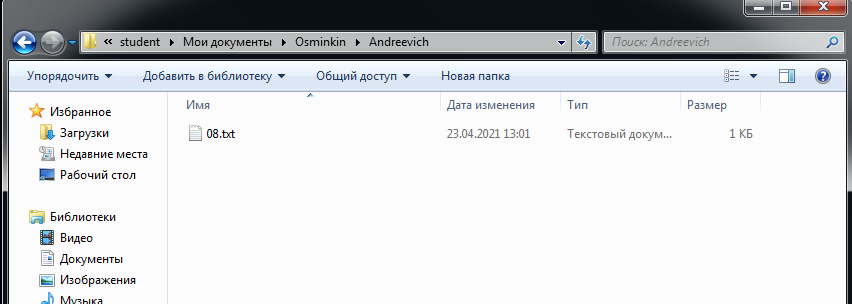 « student ▸ Мои документы ▸ Osminkin ▸ Andreevich
Поиск: Andreevich
Упорядочить Добавить в библиотеку Общий доступ Новая папка
Избранное
Загрузки
Недавние места
Рабочий стол
Библиотеки
Видео
Документы
Изображения
Музыка
Имя Дата изменения Тип Размер
08.txt 23.04.2021 13:01 Текстовый докум... 1 КБ